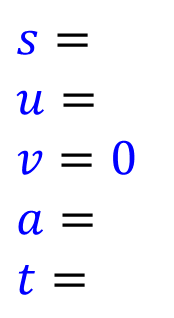 s =
u =
v = 0
a =
t =